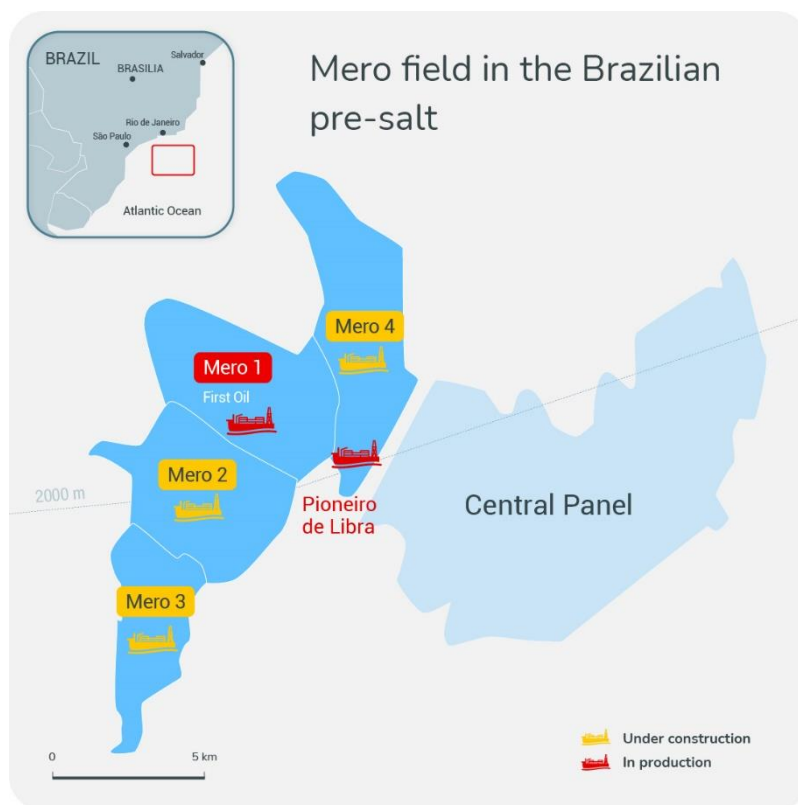 Mero field in the Brazilian
pre-salt
BRAZIL
Salvador
BRASILIA
Rio de Janeiro
São Paulo
Atlantic Ocean
Mero 4
Mero 1
First Oil
Mero 2
2000 m
Pioneiro
de Libra
Central Panel
Mero 3
0 5 km
Under construction
In production